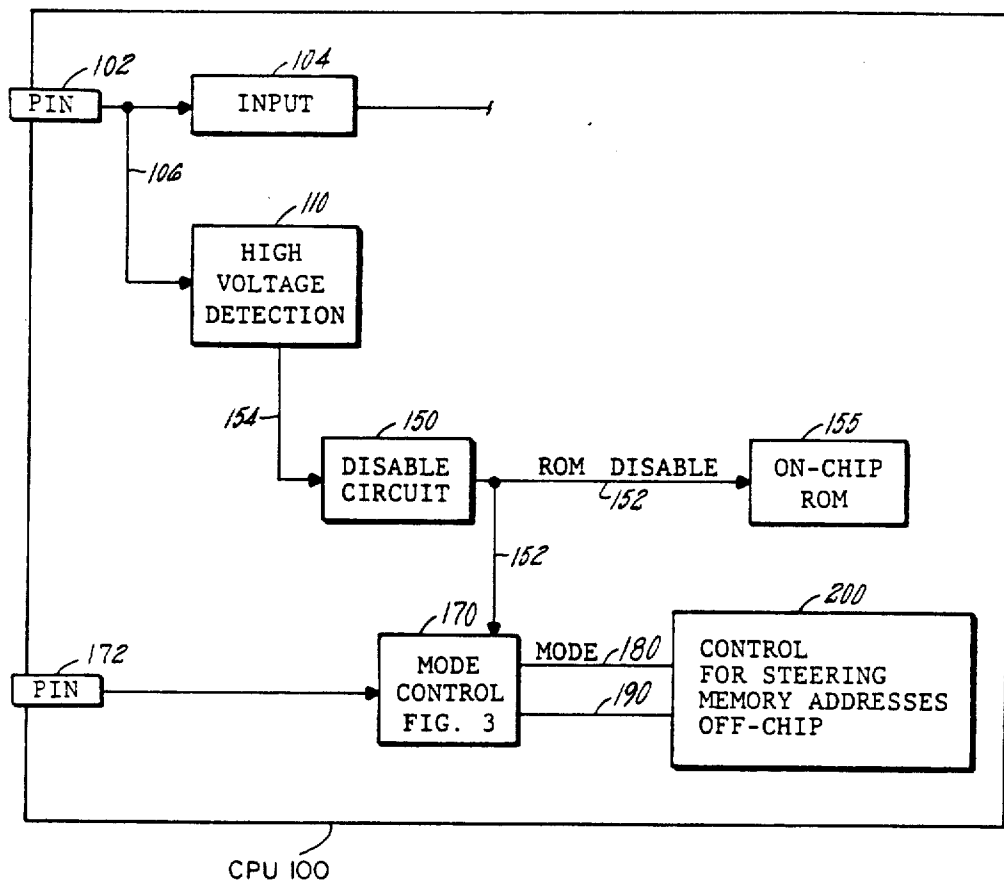 102
PIN
104
INPUT
106
110
HIGH
VOLTAGE
DETECTION
154
150
DISABLE
CIRCUIT
ROM DISABLE
152
155
ON-CHIP
ROM
152
172
PIN
170
MODE
CONTROL
FIG. 3
MODE
180
190
200
CONTROL
FOR STEERING
MEMORY ADDRESSES
OFF-CHIP
CPU 100